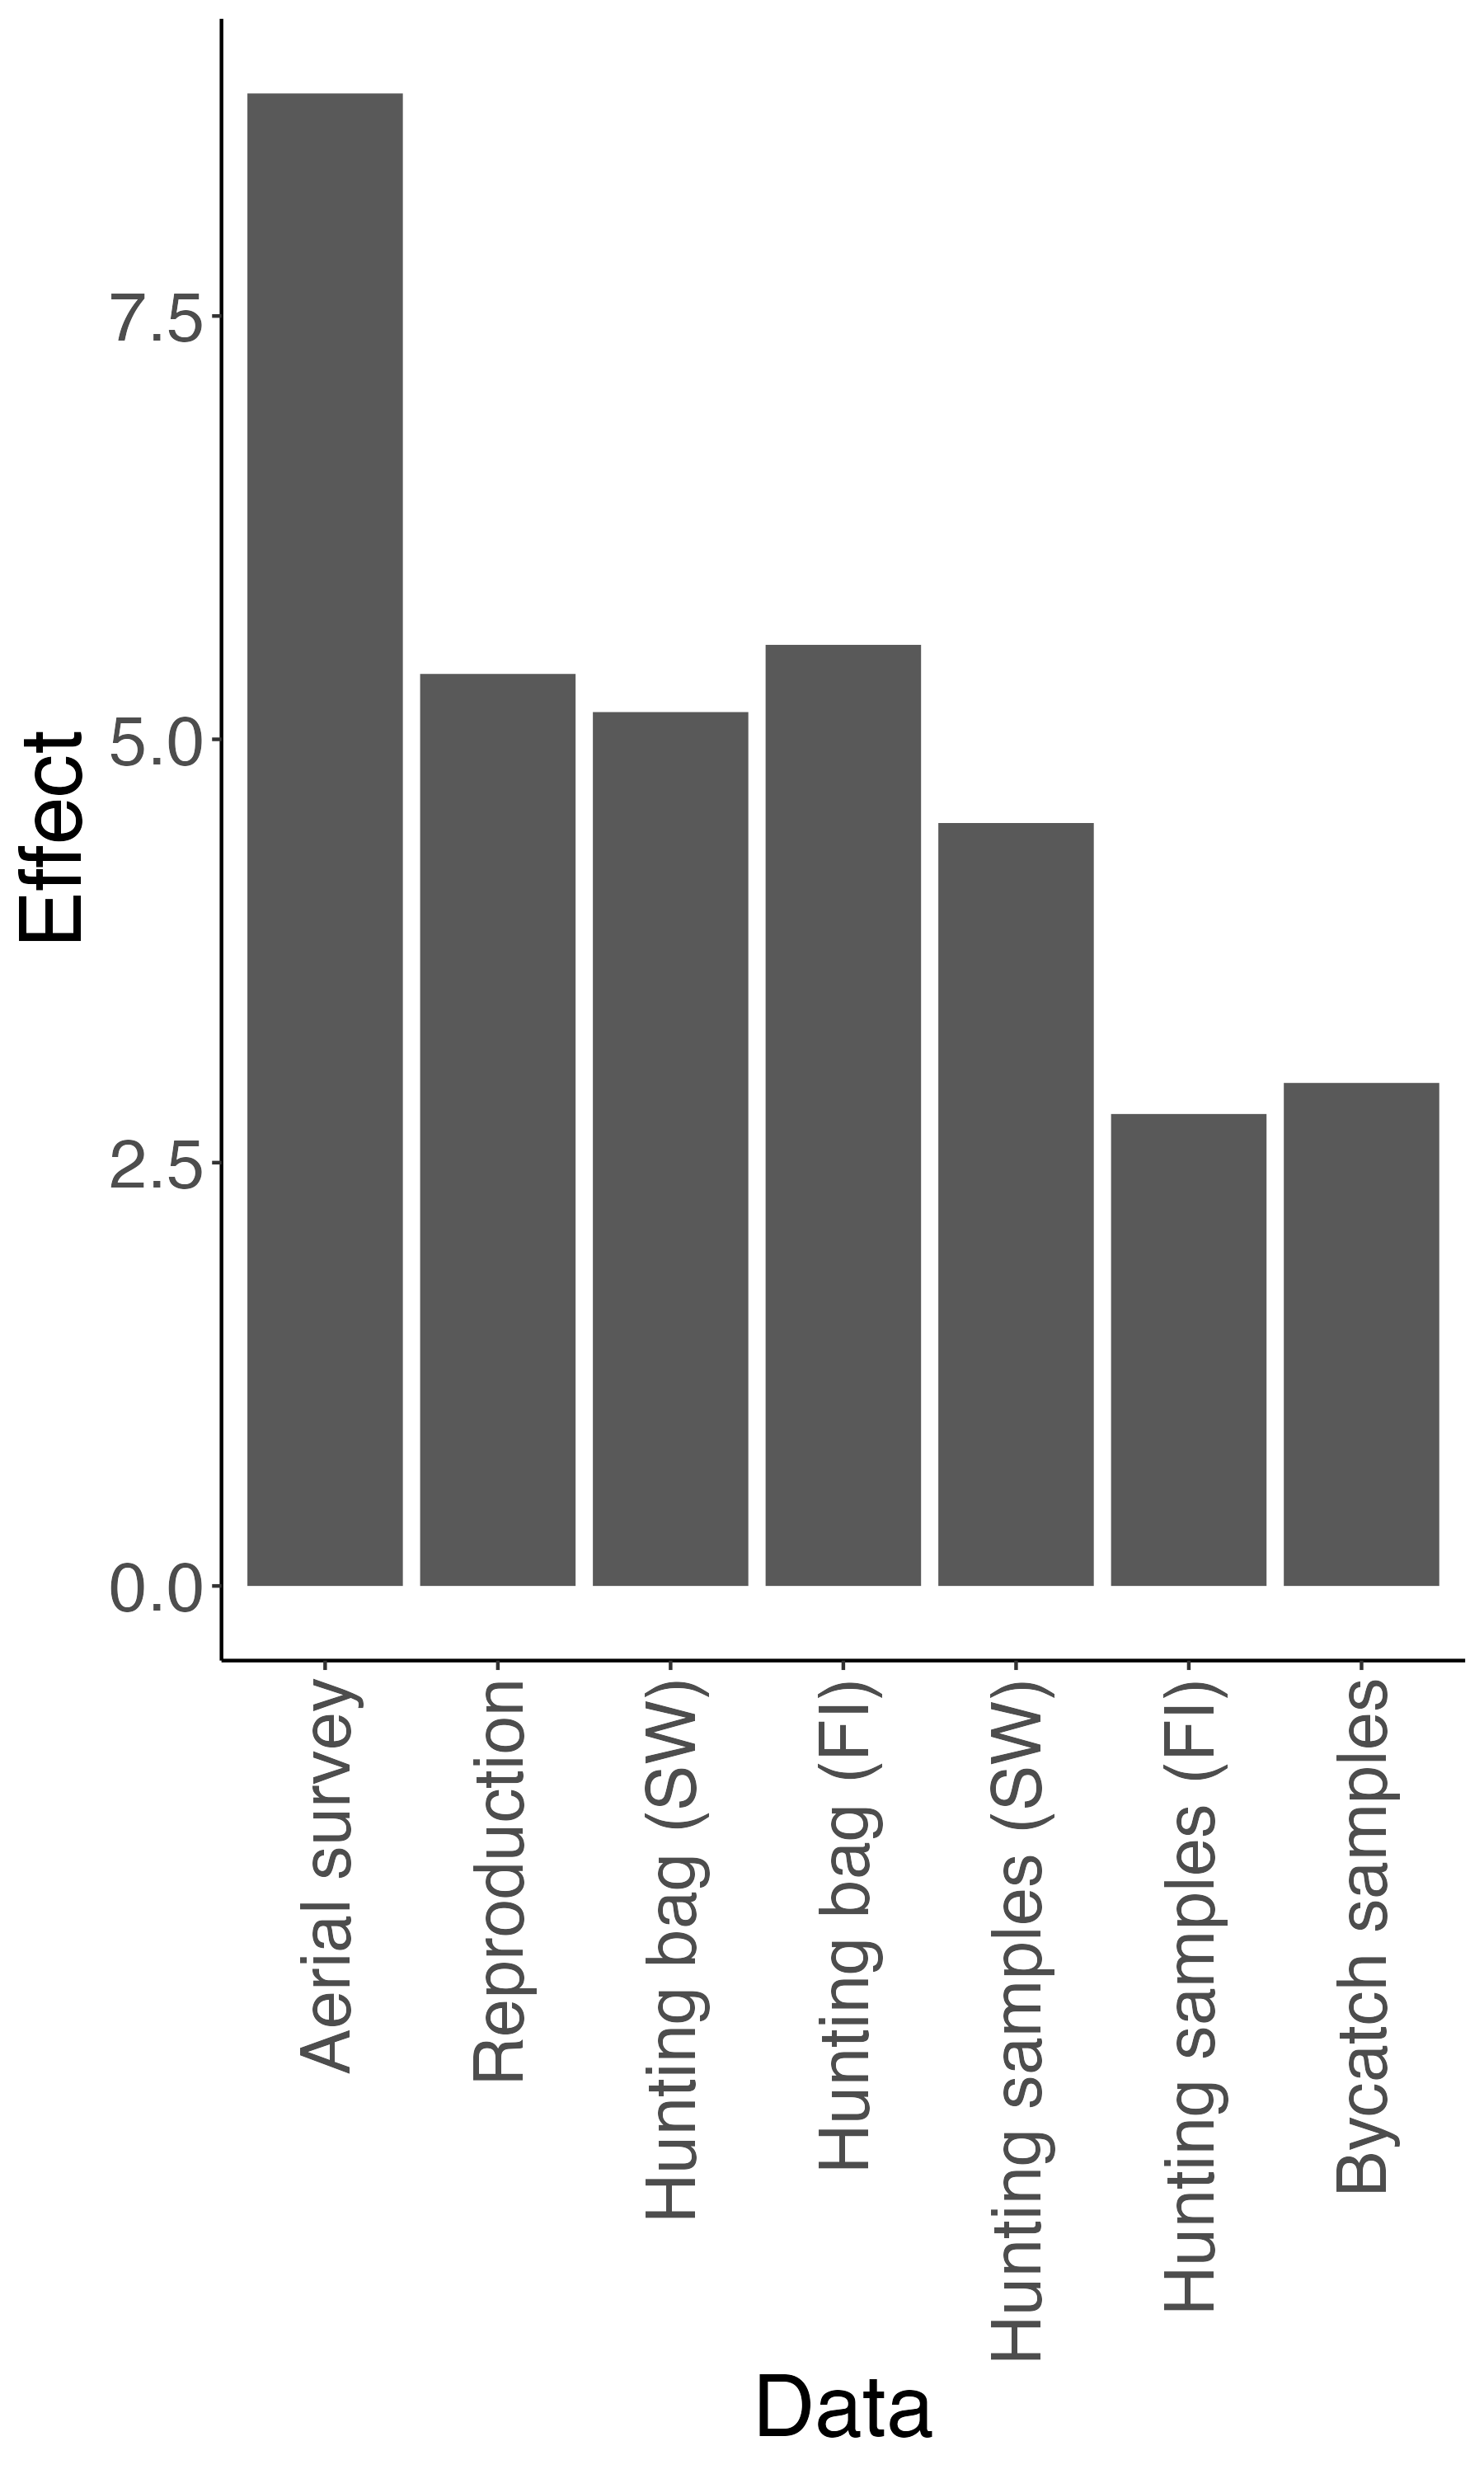 Effect
7.5
5.0
2.5
0.0
Aerial survey
Reproduction
Hunting bag (SW)
Hunting bag (FI)
Hunting samples (SW)
Hunting samples (FI)
Bycatch samples
Data